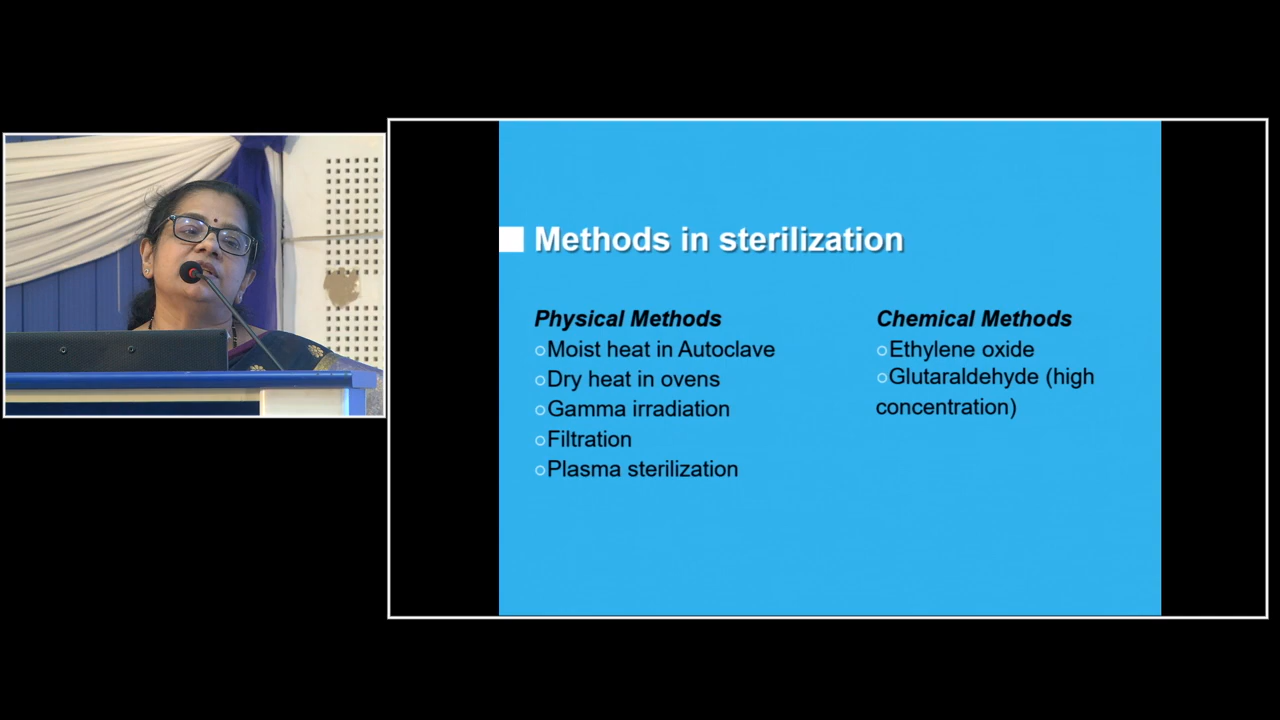 Methods in sterilization
Physical Methods
Moist heat in Autoclave
Dry heat in ovens
Gamma irradiation
Filtration
Plasma sterilization
Chemical Methods
Ethylene oxide
Glutaraldehyde (high
concentration)